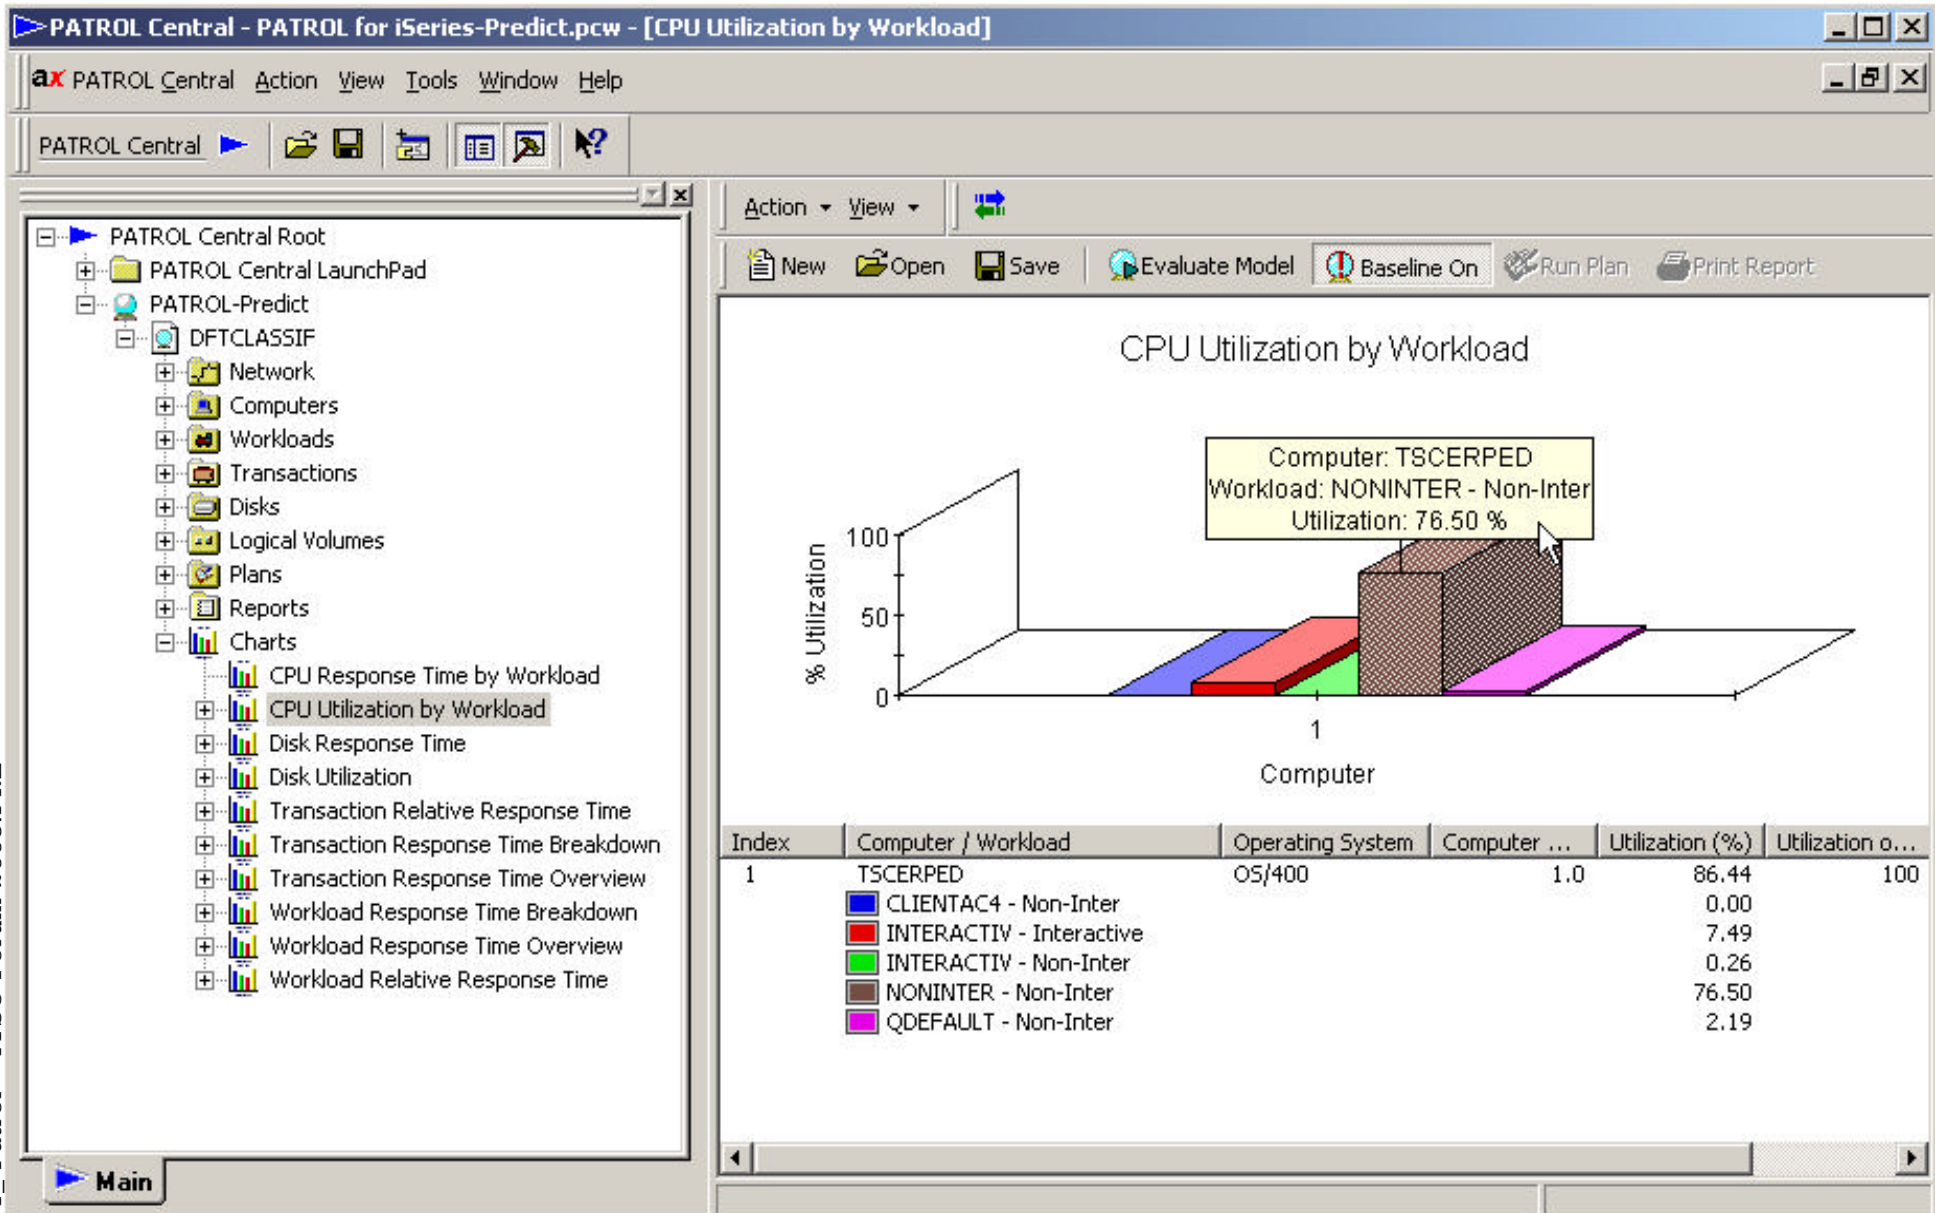 PATROL Central - PATROL for iSeries-Predict.pcw - [CPU Utilization by Workload]
ax PATROL Central Action View Tools Window Help
PATROL Central
PATROL Central Root
PATROL Central LaunchPad
PATROL-Predict
DFTCLASSIF
Network
Computers
Workloads
Transactions
Disks
Logical Volumes
Plans
Reports
Charts
CPU Response Time by Workload
CPU Utilization by Workload
Disk Response Time
Disk Utilization
Transaction Relative Response Time
Transaction Response Time Breakdown
Transaction Response Time Overview
Workload Response Time Breakdown
Workload Response Time Overview
Workload Relative Response Time
Main
Action View
New Open Save Evaluate Model Baseline On Run Plan Print Report
CPU Utilization by Workload
Computer: TSCERPED
Workload: NONINTER - Non-Inter
Utilization: 76.50 %
% Utilization
100
50
0
1
Computer
Index Computer / Workload Operating System Computer ... Utilization (%) Utilization o...
1 TSCERPED OS/400 1.0 86.44 100
CLIENTAC4 - Non-Inter 0.00
INTERACTIV - Interactive 7.49
INTERACTIV - Non-Inter 0.26
NONINTER - Non-Inter 76.50
QDEFAULT - Non-Inter 2.19